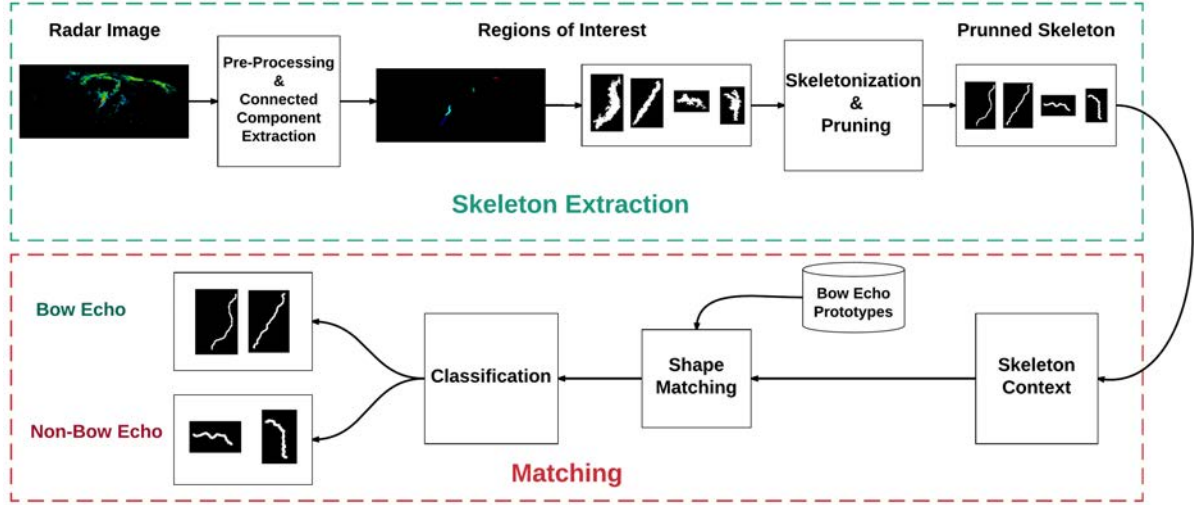 Radar Image
Regions of Interest
Prunned Skeleton
Pre-Processing
&
Connected
Component
Extraction
Skeletonization
&
Pruning
Skeleton Extraction
Bow Echo
Bow Echo
Prototypes
Classification
Shape
Matching
Skeleton
Context
Non-Bow Echo
Matching